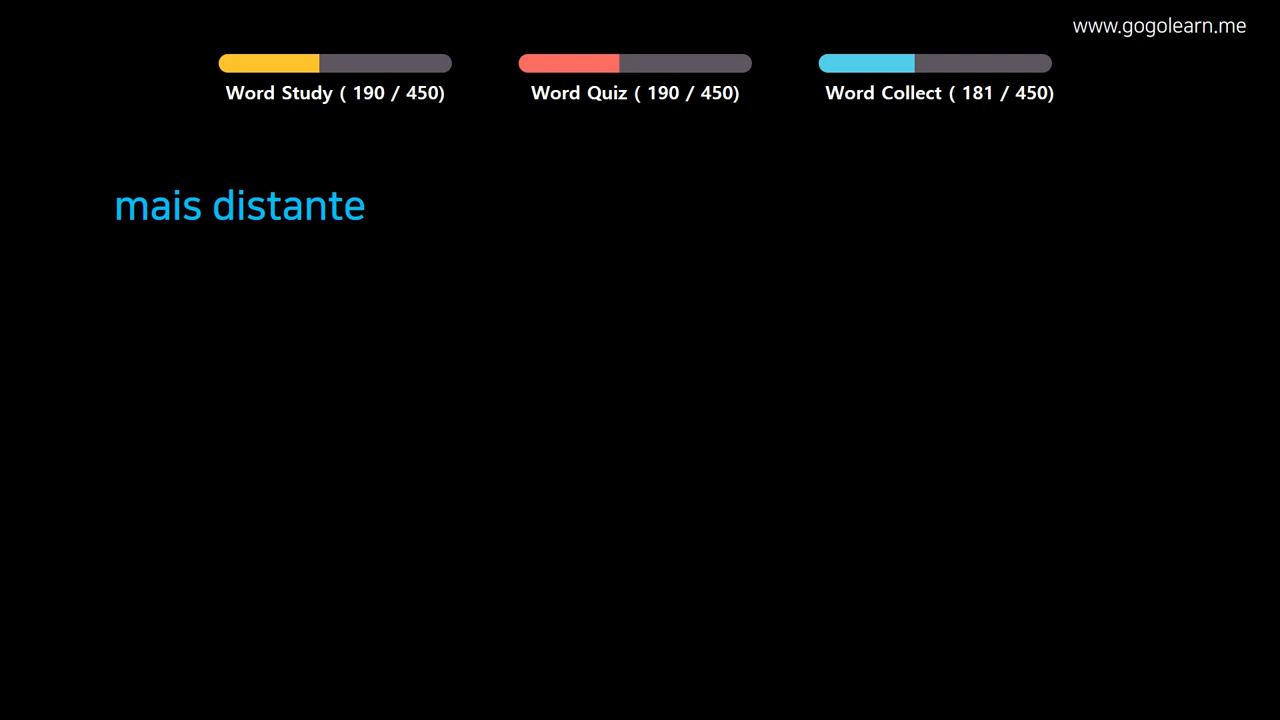 www.gogolearn.me
Word Study ( 190 / 450)
Word Quiz ( 190 / 450)
Word Collect ( 181 / 450)
mais distante